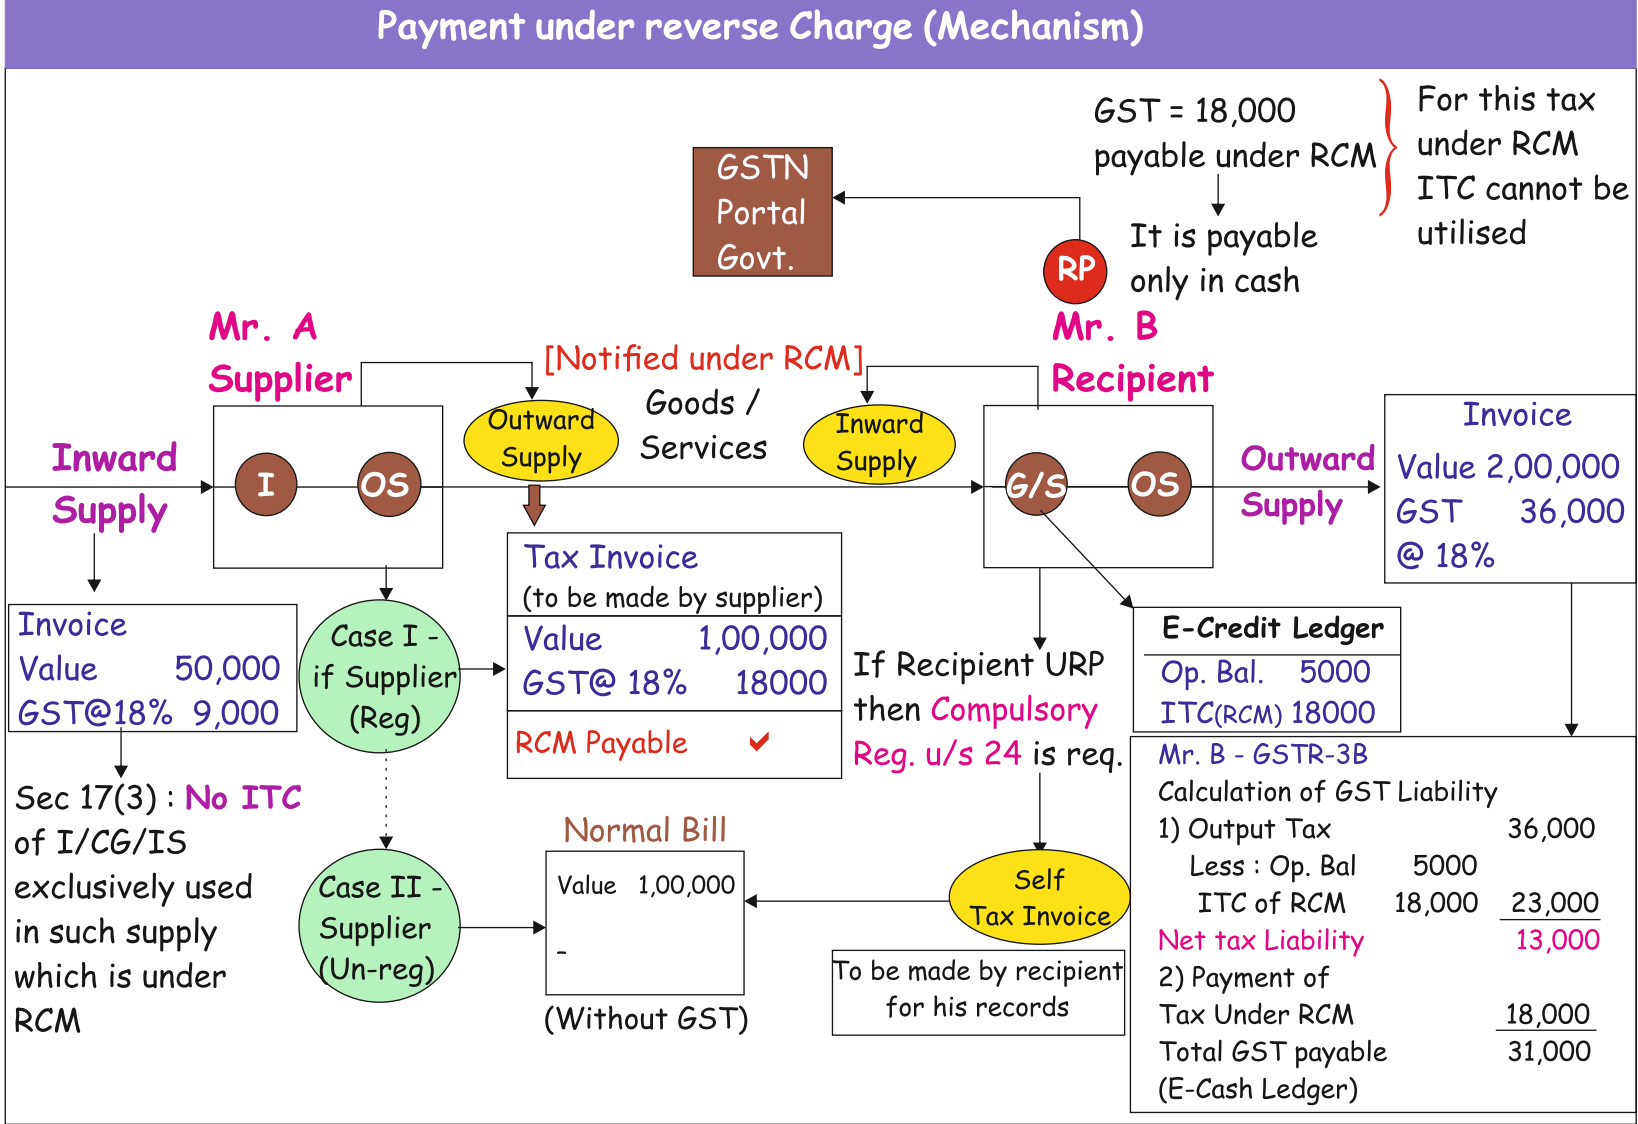 Payment under reverse Charge (Mechanism)
GST = 18,000
payable under RCM
It is payable
only in cash
For this tax
under RCM
ITC cannot be
utilised
GSTN
Portal
Govt.
RP
Mr. A
Supplier
[Notified under RCM]
Goods /
Services
Mr. B
Recipient
Inward
Supply
I
OS
Outward
Supply
Inward
Supply
G/S
OS
Outward
Supply
Invoice
Value 2,00,000
GST 36,000
@ 18%
Invoice
Value 50,000
GST@18% 9,000
Sec 17(3) : No ITC
of I/CG/IS
exclusively used
in such supply
which is under
RCM
Case I -
if Supplier
(Reg)
Tax Invoice
(to be made by supplier)
Value 1,00,000
GST@ 18% 18000
RCM Payable ✔
Case II -
Supplier
(Un-reg)
Normal Bill
Value 1,00,000
-
(Without GST)
If Recipient URP
then Compulsory
Reg. u/s 24 is req.
Self
Tax Invoice
To be made by recipient
for his records
E-Credit Ledger
Op. Bal. 5000
ITC(RCM) 18000
Mr. B - GSTR-3B
Calculation of GST Liability
1) Output Tax 36,000
Less : Op. Bal 5000
ITC of RCM 18,000 23,000
Net tax Liability 13,000
2) Payment of
Tax Under RCM 18,000
Total GST payable 31,000
(E-Cash Ledger)